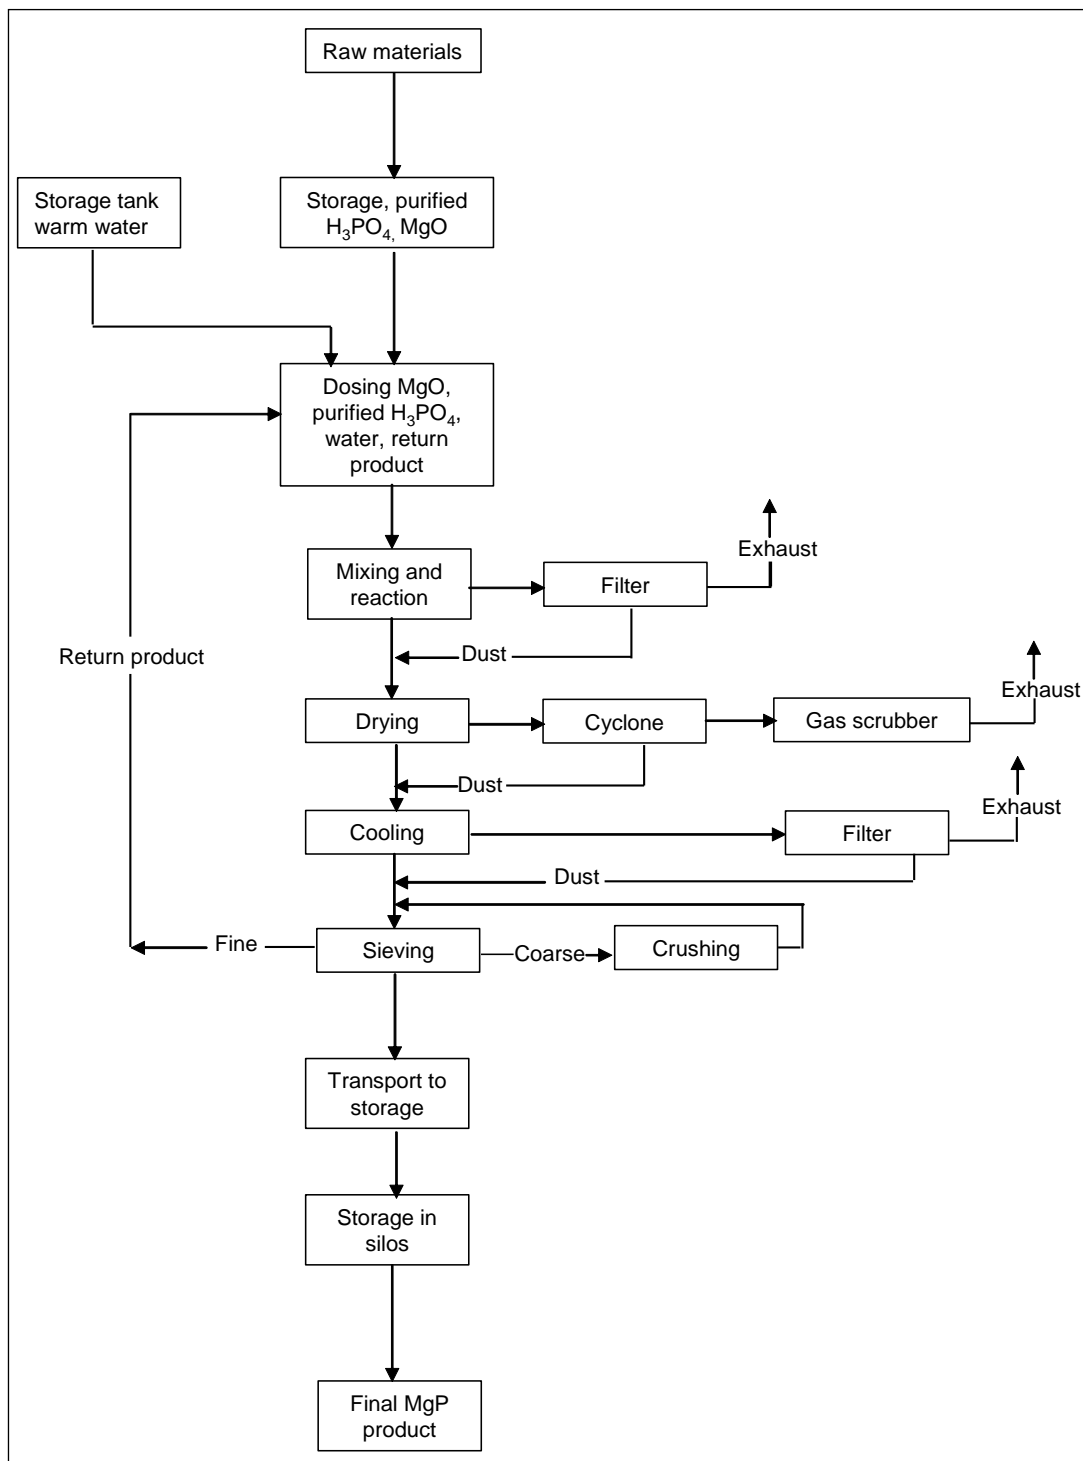 Raw materials
Storage tank
warm water
Storage, purified
H₃PO₄, MgO
Dosing MgO,
purified H₃PO₄,
water, return
product
Exhaust
Mixing and
reaction
Filter
Return product
Dust
Exhaust
Drying
Cyclone
Gas scrubber
Dust
Exhaust
Cooling
Filter
Dust
Fine
Sieving
Coarse
Crushing
Transport to
storage
Storage in
silos
Final MgP
product